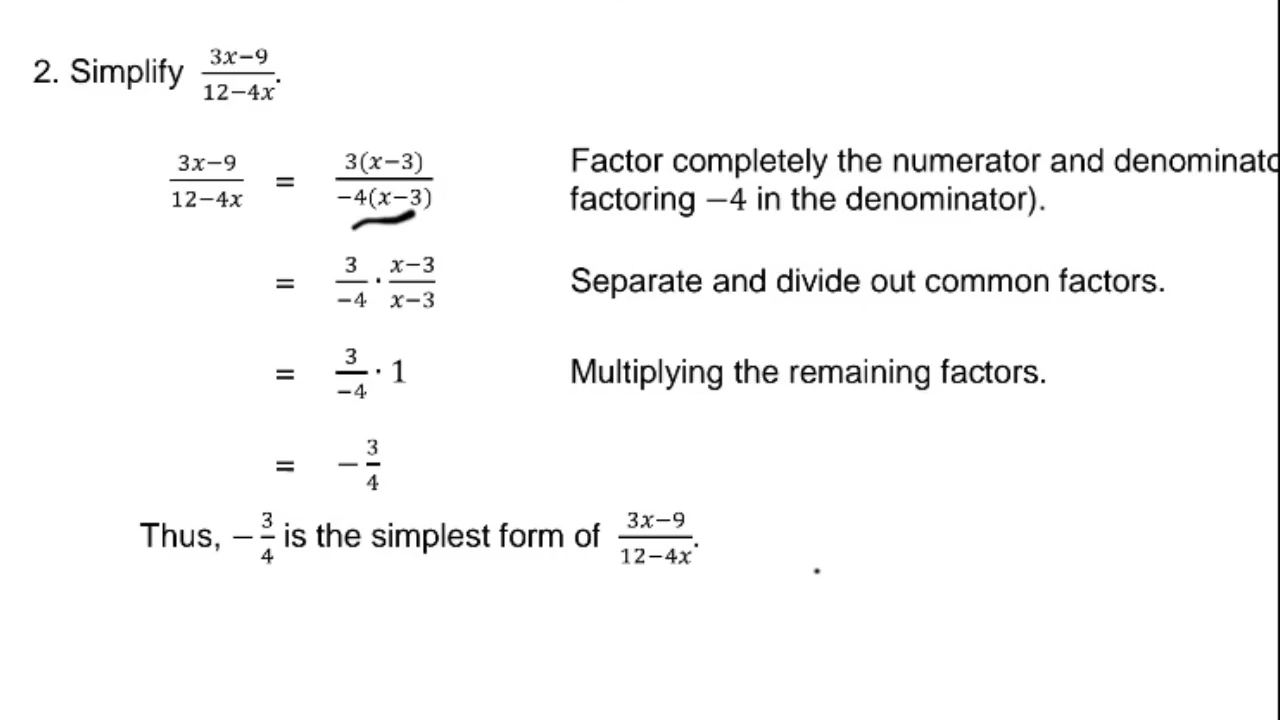 2. Simplify (3x−9)/(12−4x).
(3x−9)/(12−4x) = 3(x−3)/−4(x−3) Factor completely the numerator and denominato
factoring −4 in the denominator).
= 3/−4 · (x−3)/(x−3) Separate and divide out common factors.
= 3/−4 · 1 Multiplying the remaining factors.
= −3/4
Thus, −3/4 is the simplest form of (3x−9)/(12−4x).